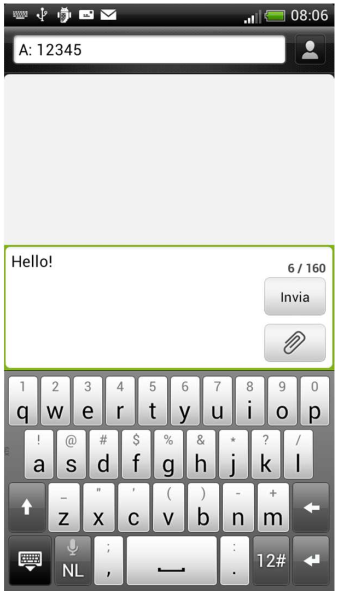 08:06
A: 12345
Hello!
6 / 160
Invia
1 2 3 4 5 6 7 8 9 0
q w e r t y u i o p
! @ # $ % & * ? /
a s d f g h j k l
_ " ' ( ) - +
z x c v b n m
; :
NL , . 12#